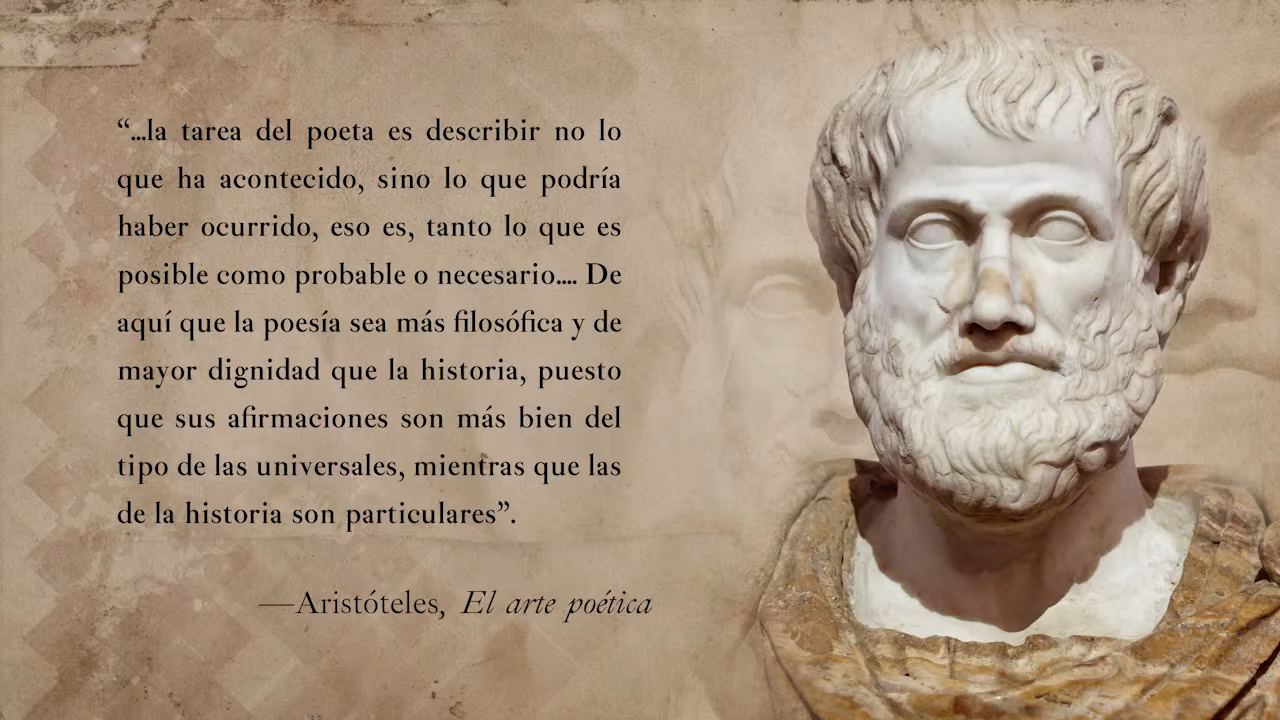 “...la tarea del poeta es describir no lo
que ha acontecido, sino lo que podría
haber ocurrido, eso es, tanto lo que es
posible como probable o necesario.... De
aquí que la poesía sea más filosófica y de
mayor dignidad que la historia, puesto
que sus afirmaciones son más bien del
tipo de las universales, mientras que las
de la historia son particulares”.
—Aristóteles, El arte poética